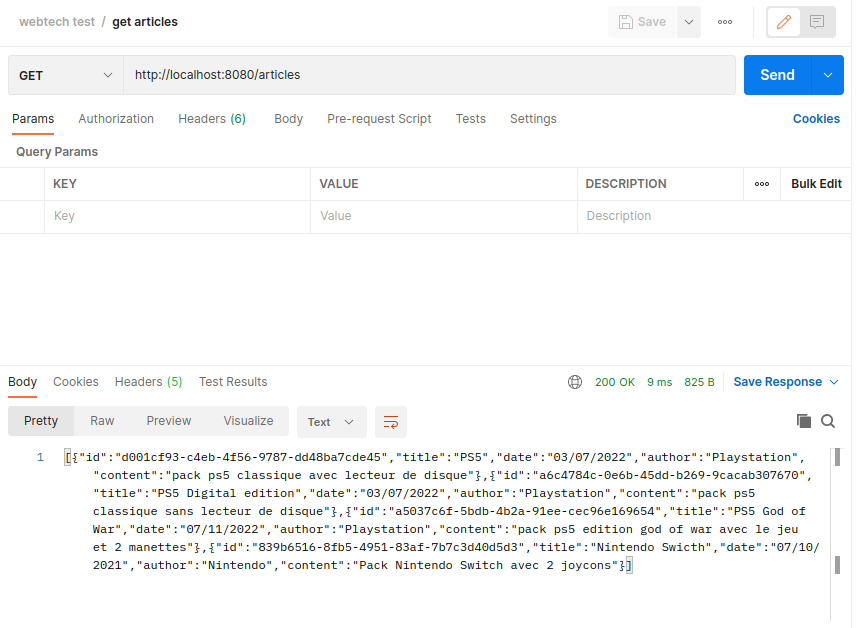 webtech test / get articles
Save
GET
http://localhost:8080/articles
Send
Params Authorization Headers (6) Body Pre-request Script Tests Settings Cookies
Query Params
KEY VALUE DESCRIPTION Bulk Edit
Key Value Description
Body Cookies Headers (5) Test Results 200 OK 9 ms 825 B Save Response
Pretty Raw Preview Visualize Text
1 [{"id":"d001cf93-c4eb-4f56-9787-dd48ba7cde45","title":"PS5","date":"03/07/2022","author":"Playstation",
"content":"pack ps5 classique avec lecteur de disque"},{"id":"a6c4784c-0e6b-45dd-b269-9cacab307670",
"title":"PS5 Digital edition","date":"03/07/2022","author":"Playstation","content":"pack ps5
classique sans lecteur de disque"},{"id":"a5037c6f-5bdb-4b2a-91ee-cec96e169654","title":"PS5 God of
War","date":"07/11/2022","author":"Playstation","content":"pack ps5 edition god of war avec le jeu
et 2 manettes"},{"id":"839b6516-8fb5-4951-83af-7b7c3d40d5d3","title":"Nintendo Swicth","date":"07/10/
2021","author":"Nintendo","content":"Pack Nintendo Switch avec 2 joycons"}]